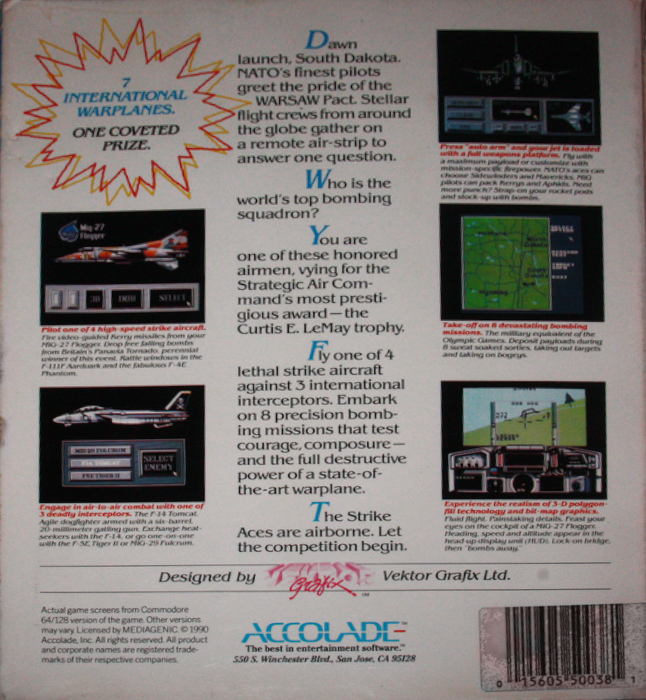 7
INTERNATIONAL
WARPLANES.
ONE COVETED
PRIZE.
Mig-27
Flogger
SELECT
Pilot one of 4 high-speed strike aircraft.
Fire video-guided Kerry missiles from your
MIG-27 Flogger. Drop free falling bombs
from Britain's Panavia Tornado, perennial
winner of this event. Rattle windows in the
F-111F Aardvark and the fabulous F-4E
Phantom.
MIG 29 FULCRUM
F14 TOMCAT
F5E TIGER II
SELECT
ENEMY
Engage in air-to-air combat with one of
3 deadly interceptors. The F-14 Tomcat.
Agile dogfighter armed with a six-barrel,
20-millimeter gatling gun. Exchange heat-
seekers with the F-14, or go one-on-one
with the F-5E Tiger II or MIG-29 Fulcrum.
Dawn
launch, South Dakota.
NATO's finest pilots
greet the pride of the
WARSAW Pact. Stellar
flight crews from around
the globe gather on
a remote air-strip to
answer one question.
Who is the
world's top bombing
squadron?
You are
one of these honored
airmen, vying for the
Strategic Air Com-
mand's most presti-
gious award—the
Curtis E. LeMay trophy.
Fly one of 4
lethal strike aircraft
against 3 international
interceptors. Embark
on 8 precision bomb-
ing missions that test
courage, composure—
and the full destructive
power of a state-of-
the-art warplane.
The Strike
Aces are airborne. Let
the competition begin.
Press "auto arm" and your jet is loaded
with a full weapons platform. Fly with
a maximum payload or customize with
mission-specific firepower. NATO's aces can
choose Sidewinders and Mavericks. MIG
pilots can pack Kerrys and Aphids. Need
more punch? Strap-on your rocket pods
and stock-up with bombs.
Take-off on 8 devastating bombing
missions. The military equivalent of the
Olympic Games. Deposit payloads during
8 sweat soaked sorties, taking out targets
and taking on bogeys.
Experience the realism of 3-D polygon-
fill technology and bit-map graphics.
Fluid flight. Painstaking details. Feast your
eyes on the cockpit of a MIG-27 Flogger.
Heading, speed and altitude appear in the
head-up display unit (HUD). Lock on bridge,
then "bombs away."
Designed by Vektor Grafix Vektor Grafix Ltd.
Actual game screens from Commodore
64/128 version of the game. Other versions
may vary. Licensed by MEDIAGENIC. © 1990
Accolade, Inc. All rights reserved. All product
and corporate names are registered trade-
marks of their respective companies.
ACCOLADE™
The best in entertainment software.™
550 S. Winchester Blvd., San Jose, CA 95128
0 15605 50038 1